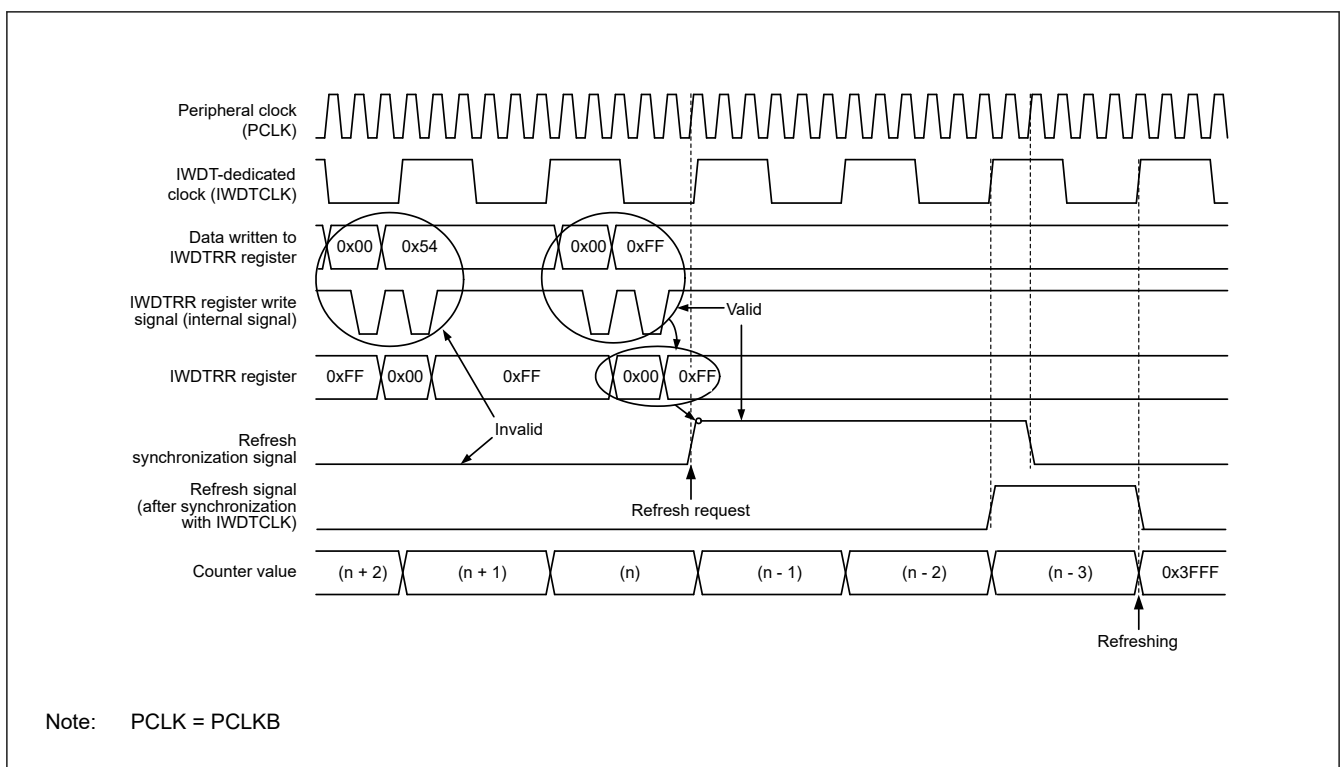 Peripheral clock
(PCLK)
IWDT-dedicated
clock (IWDTCLK)
Data written to
IWDTRR register
0x00 0x54 0x00 0xFF
IWDTRR register write
signal (internal signal)
Valid
IWDTRR register
0xFF 0x00 0xFF 0x00 0xFF
Invalid
Refresh
synchronization signal
Refresh signal
(after synchronization
with IWDTCLK)
Refresh request
Counter value
(n + 2) (n + 1) (n) (n - 1) (n - 2) (n - 3) 0x3FFF
Refreshing
Note: PCLK = PCLKB